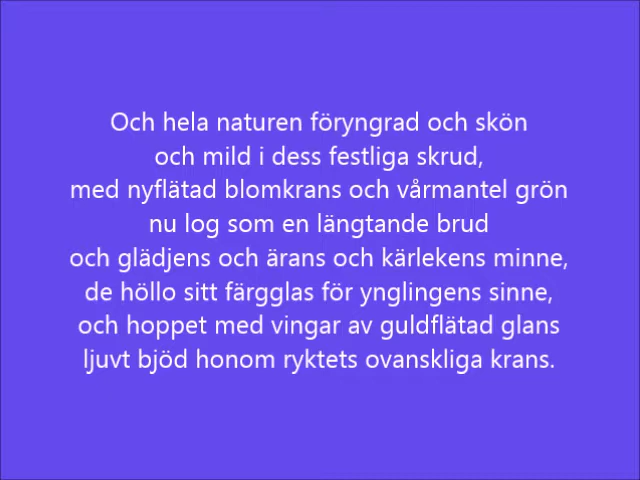 Och hela naturen föryngrad och skön
och mild i dess festliga skrud,
med nyflätad blomkrans och vårmantel grön
nu log som en längtande brud
och glädjens och ärans och kärlekens minne,
de höllo sitt färgglas för ynglingens sinne,
och hoppet med vingar av guldflätad glans
ljuvt bjöd honom ryktets ovanskliga krans.